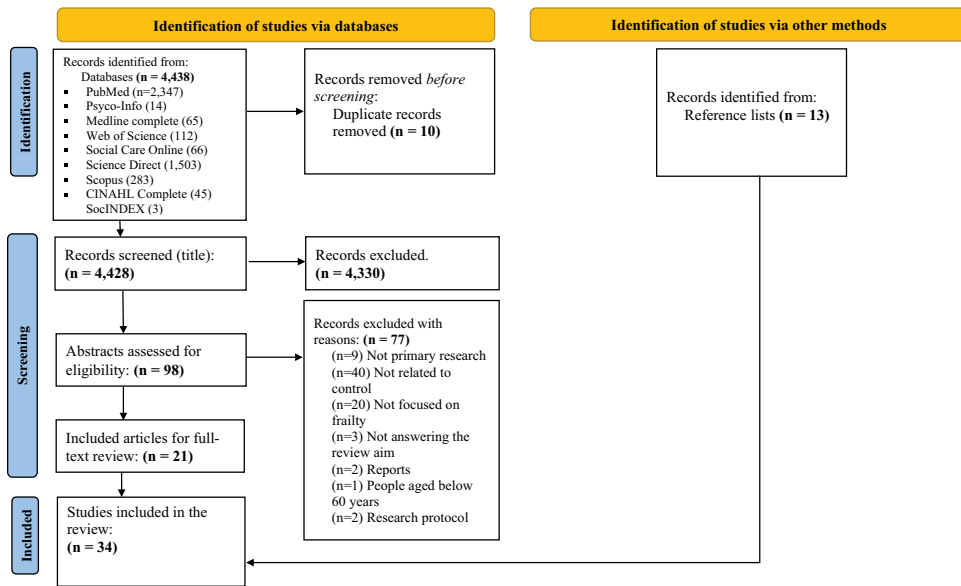 Identification of studies via databases
Identification of studies via other methods
Identification
Records identified from:
Databases (n = 4,438)
▪ PubMed (n=2,347)
▪ Psyco-Info (14)
▪ Medline complete (65)
▪ Web of Science (112)
▪ Social Care Online (66)
▪ Science Direct (1,503)
▪ Scopus (283)
▪ CINAHL Complete (45)
SocINDEX (3)
Records removed before
screening:
Duplicate records
removed (n = 10)
Records identified from:
Reference lists (n = 13)
Screening
Records screened (title):
(n = 4,428)
Records excluded.
(n = 4,330)
Abstracts assessed for
eligibility: (n = 98)
Records excluded with
reasons: (n = 77)
(n=9) Not primary research
(n=40) Not related to
control
(n=20) Not focused on
frailty
(n=3) Not answering the
review aim
(n=2) Reports
(n=1) People aged below
60 years
(n=2) Research protocol
Included articles for full-
text review: (n = 21)
Included
Studies included in the
review:
(n = 34)